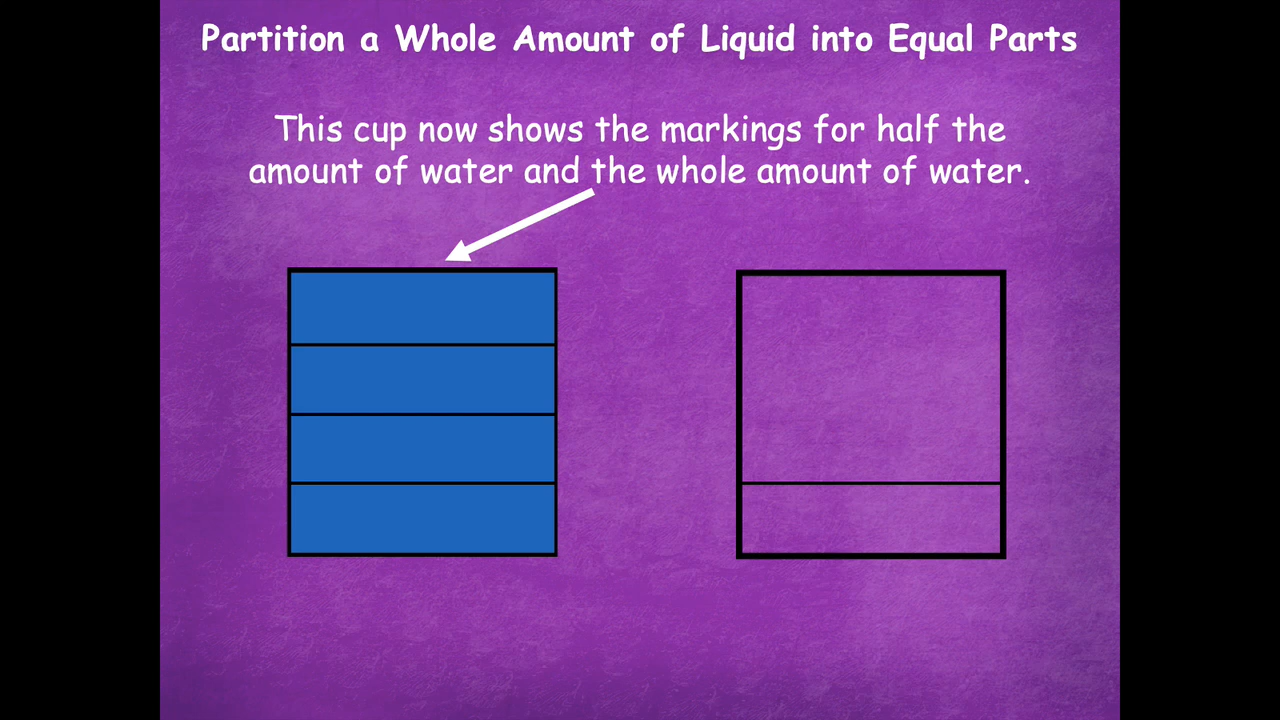 Partition a Whole Amount of Liquid into Equal Parts
This cup now shows the markings for half the
amount of water and the whole amount of water.